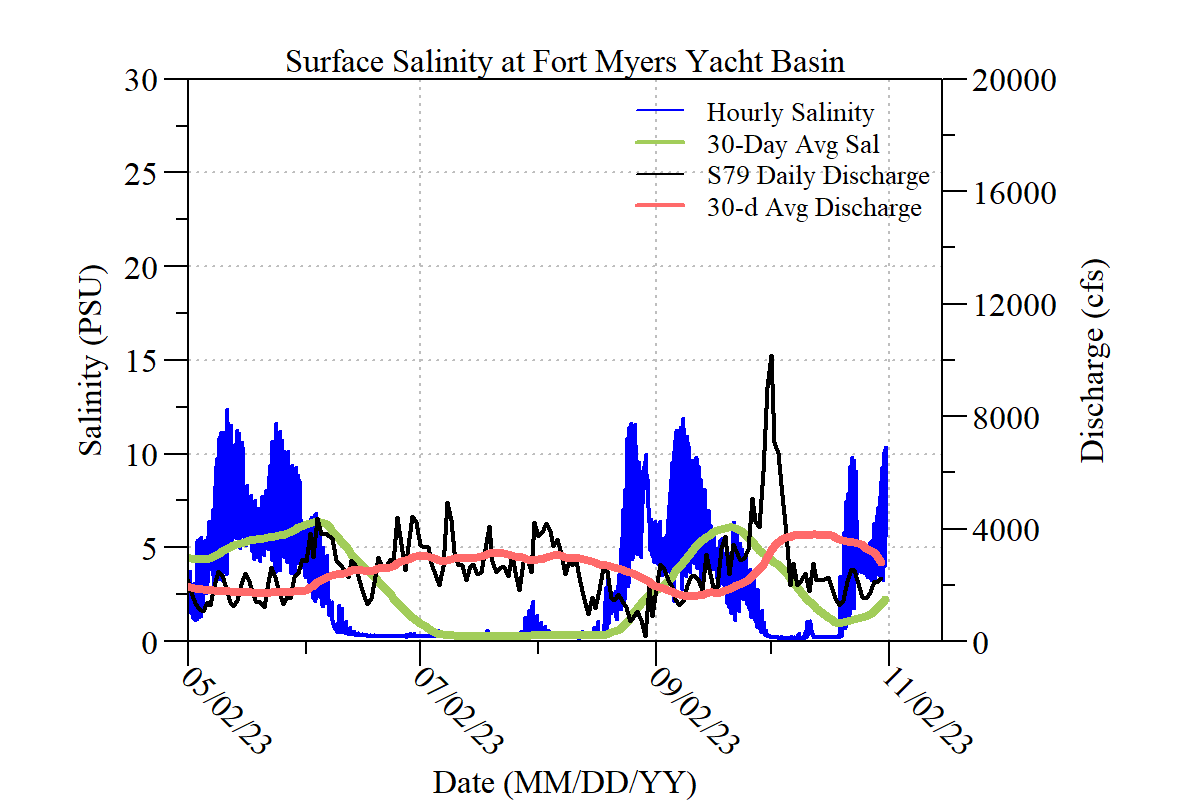 Surface Salinity at Fort Myers Yacht Basin
30
25
20
15
10
5
0
Salinity (PSU)
Hourly Salinity
30-Day Avg Sal
S79 Daily Discharge
30-d Avg Discharge
20000
16000
12000
8000
4000
0
Discharge (cfs)
05/02/23
07/02/23
09/02/23
11/02/23
Date (MM/DD/YY)